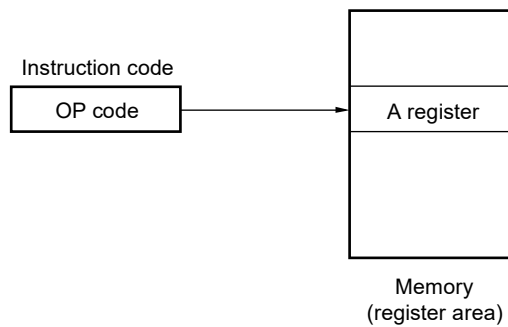 Instruction code
OP code
A register
Memory
(register area)